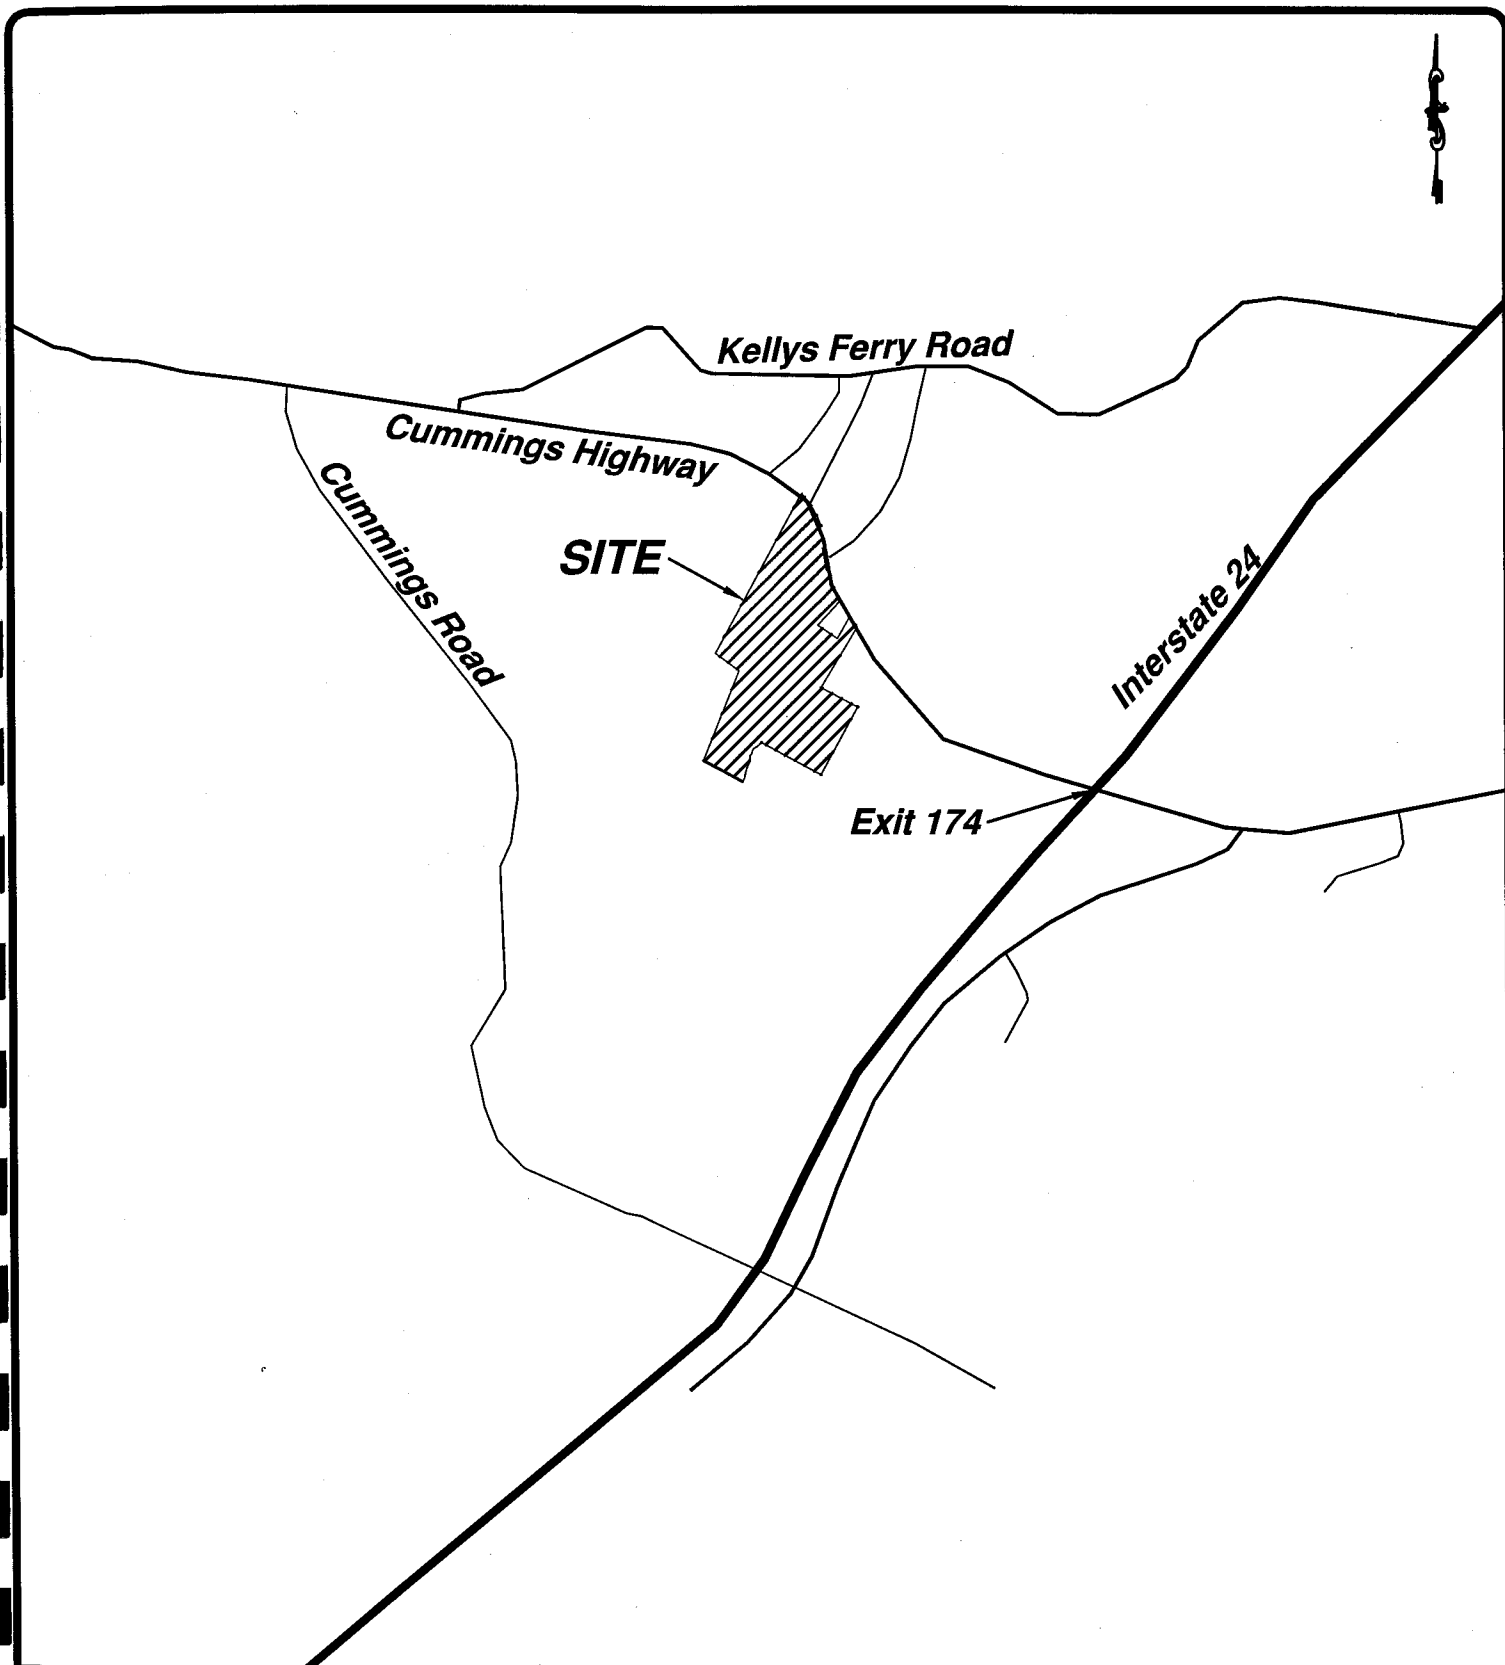 Kellys Ferry Road
Cummings Highway
Cummings Road
SITE
Interstate 24
Exit 174